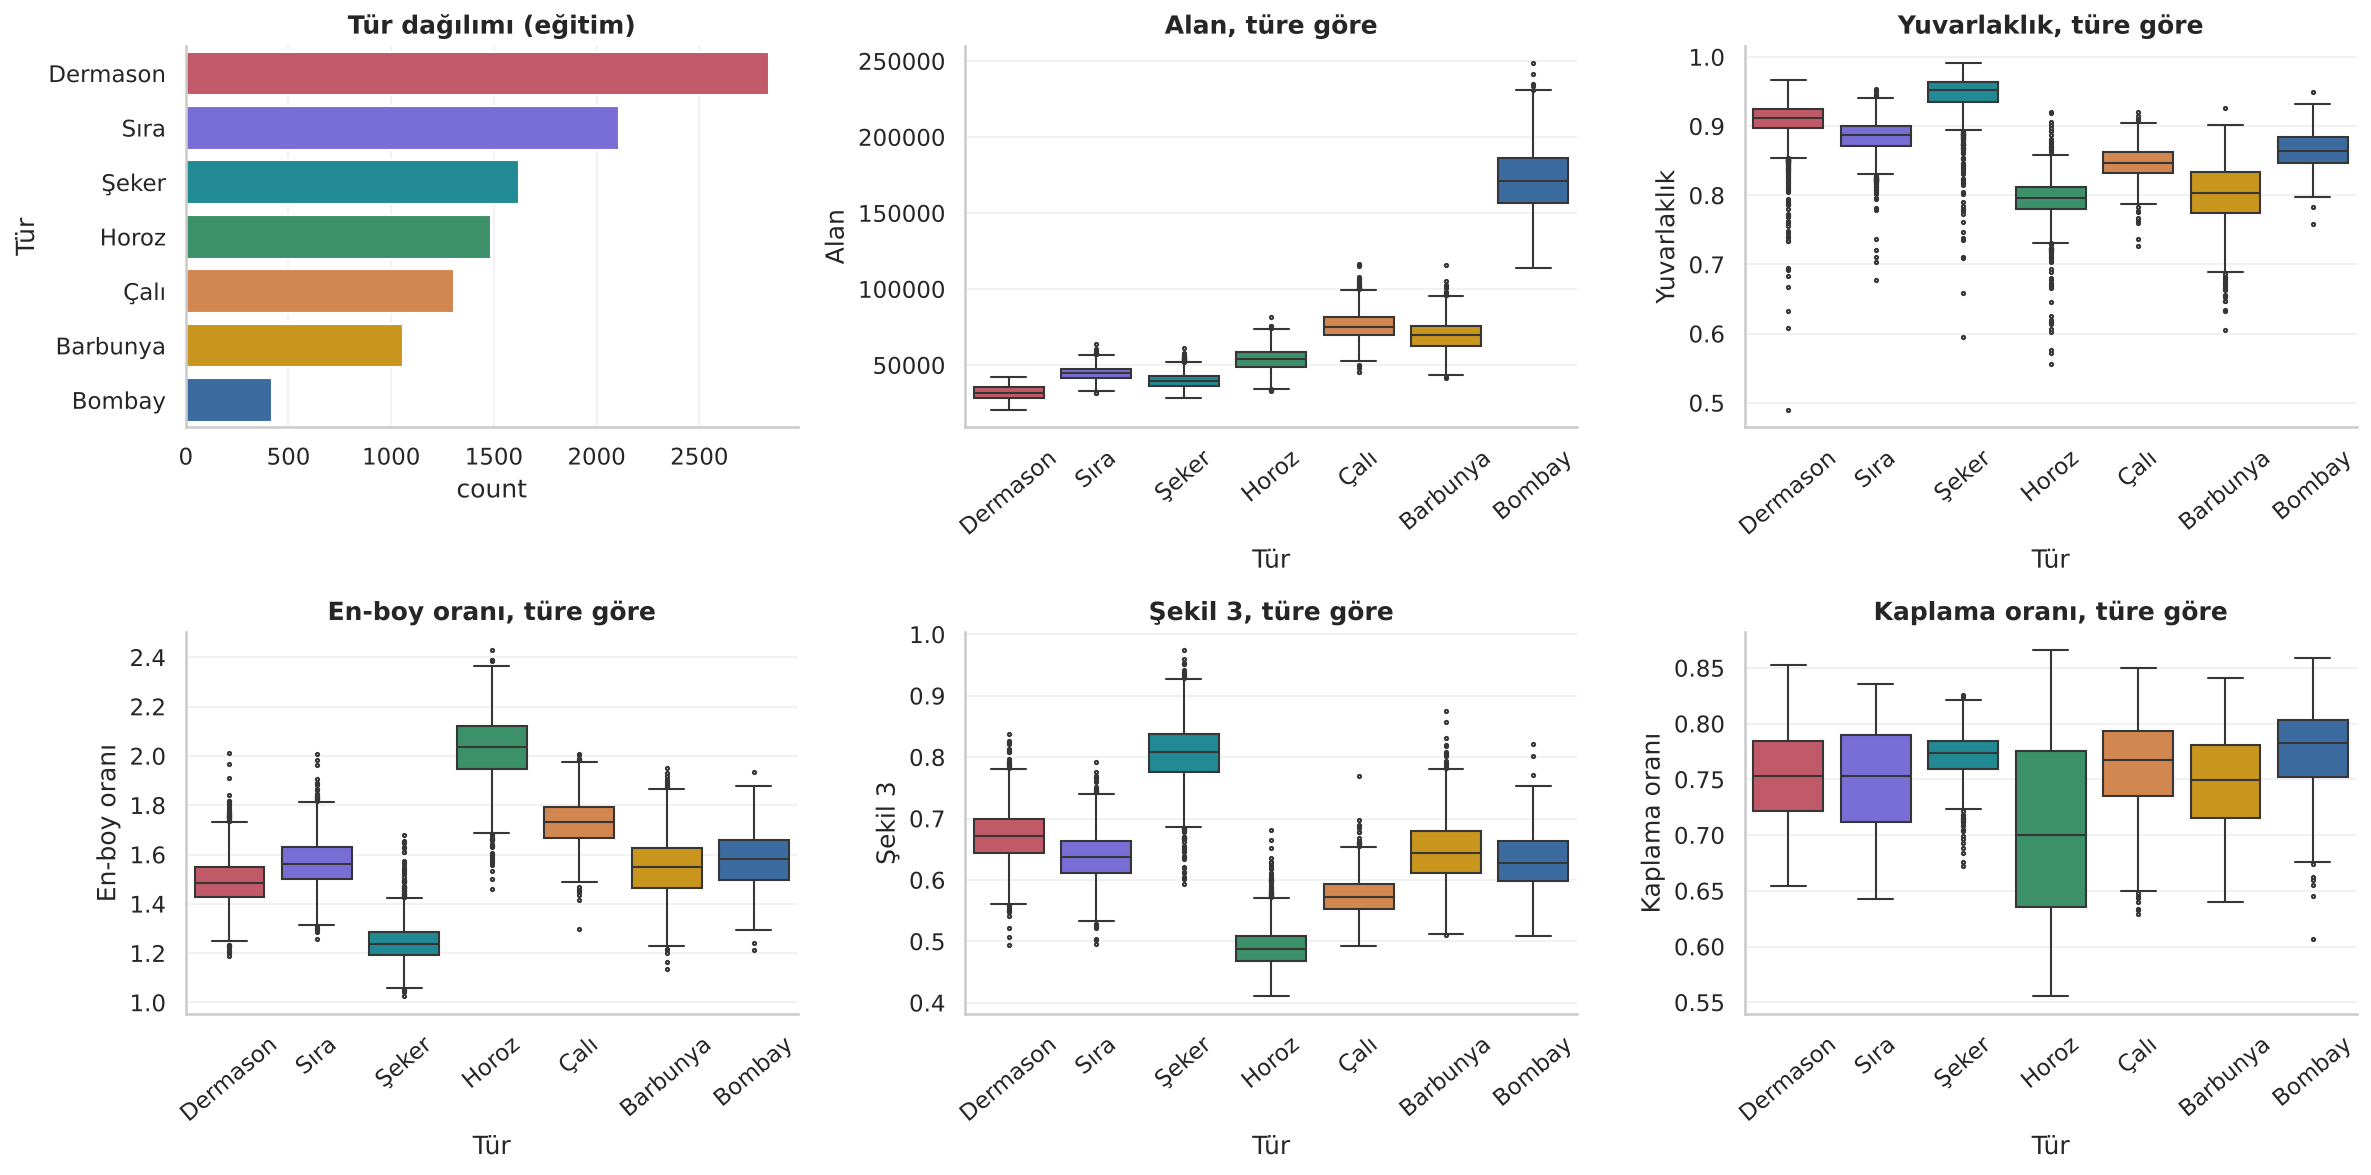 Tür dağılımı (eğitim)
Tür
Dermason
Sıra
Şeker
Horoz
Çalı
Barbunya
Bombay
0 500 1000 1500 2000 2500
count
Alan, türe göre
Alan
250000
200000
150000
100000
50000
Dermason Sıra Şeker Horoz Çalı Barbunya Bombay
Tür
Yuvarlaklık, türe göre
Yuvarlaklık
1.0
0.9
0.8
0.7
0.6
0.5
Dermason Sıra Şeker Horoz Çalı Barbunya Bombay
Tür
En-boy oranı, türe göre
En-boy oranı
2.4
2.2
2.0
1.8
1.6
1.4
1.2
1.0
Dermason Sıra Şeker Horoz Çalı Barbunya Bombay
Tür
Şekil 3, türe göre
Şekil 3
1.0
0.9
0.8
0.7
0.6
0.5
0.4
Dermason Sıra Şeker Horoz Çalı Barbunya Bombay
Tür
Kaplama oranı, türe göre
Kaplama oranı
0.85
0.80
0.75
0.70
0.65
0.60
0.55
Dermason Sıra Şeker Horoz Çalı Barbunya Bombay
Tür